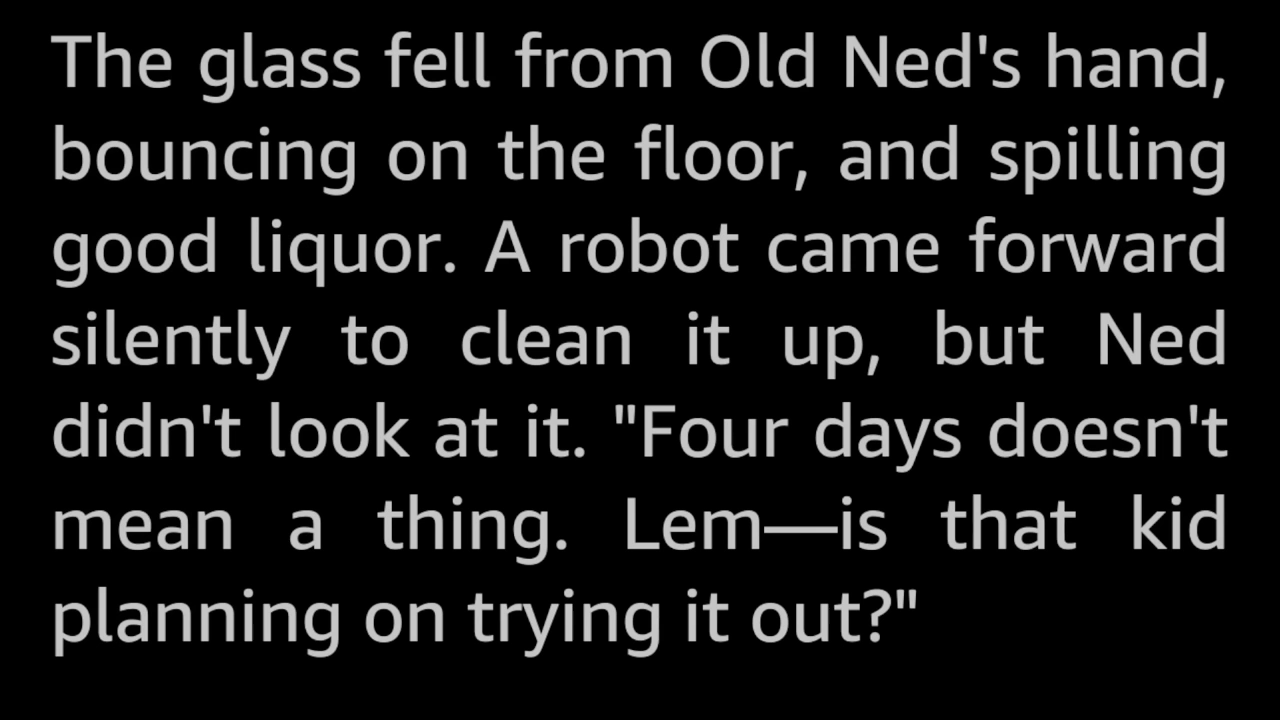 The glass fell from Old Ned's hand,
bouncing on the floor, and spilling
good liquor. A robot came forward
silently to clean it up, but Ned
didn't look at it. "Four days doesn't
mean a thing. Lem—is that kid
planning on trying it out?"